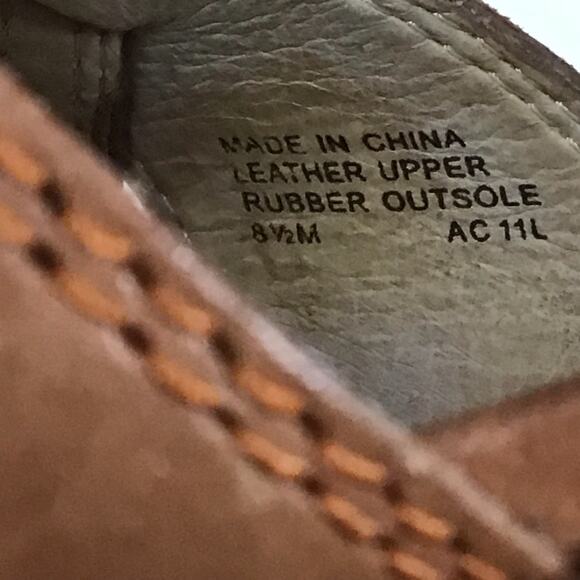 MADE IN CHINA
LEATHER UPPER
RUBBER OUTSOLE
8½M AC 11L